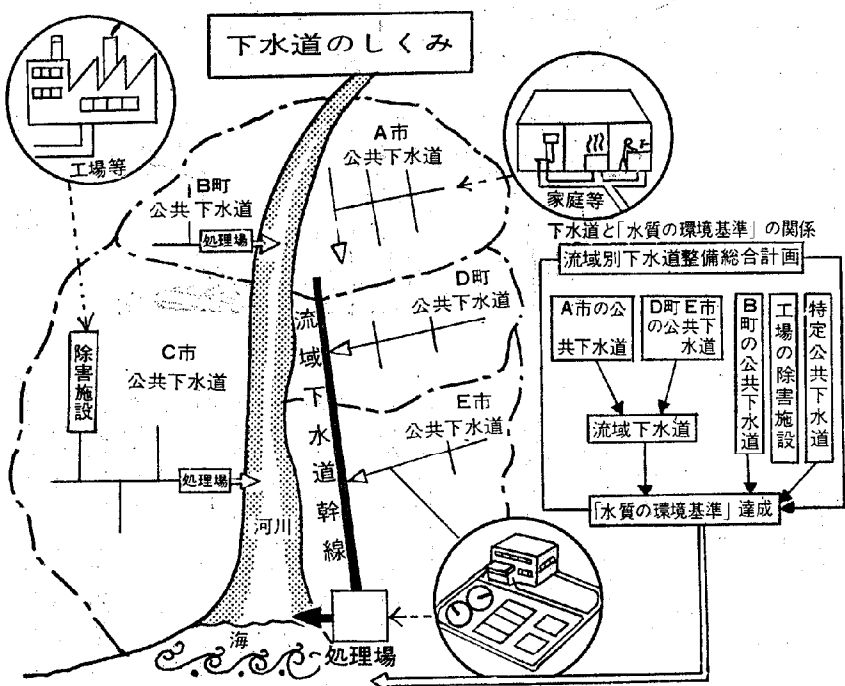 下水道のしくみ
工場等
A市
公共下水道
家庭等
B町
公共下水道
処理場
下水道と「水質の環境基準」の関係
流域別下水道整備総合計画
D町
公共下水道
流域下水道幹線
A市の公共下水道
D町E市の公共下水道
B町の公共下水道
工場の除害施設
特定公共下水道
除害施設
C市
公共下水道
E市
公共下水道
流域下水道
処理場
「水質の環境基準」達成
河川
海
処理場